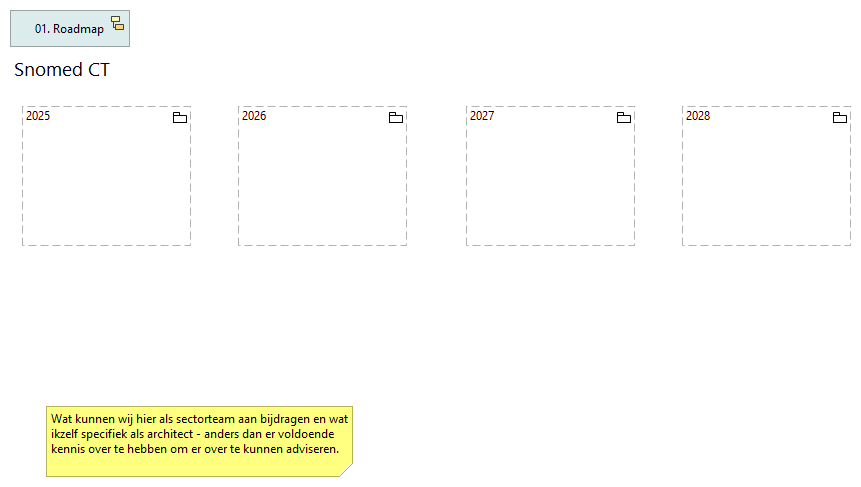 01. Roadmap
Snomed CT
2025
2026
2027
2028
Wat kunnen wij hier als sectorteam aan bijdragen en wat
ikzelf specifiek als architect - anders dan er voldoende
kennis over te hebben om er over te kunnen adviseren.